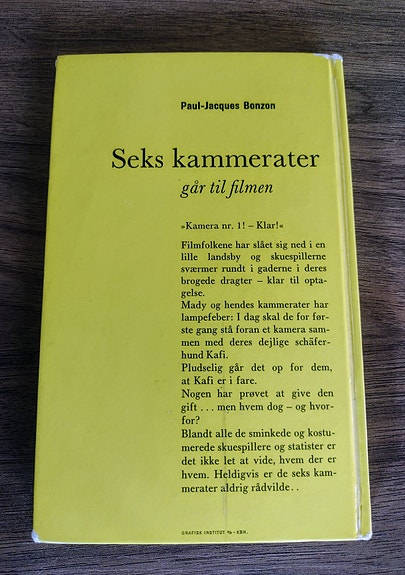 Paul-Jacques Bonzon
Seks kammerater
går til filmen
»Kamera nr. 1! – Klar!«
Filmfolkene har slået sig ned i en
lille landsby og skuespillerne
sværmer rundt i gaderne i deres
brogede dragter – klar til opta-
gelse.
Mady og hendes kammerater har
lampefeber: I dag skal de for før-
ste gang stå foran et kamera sam-
men med deres dejlige schäfer-
hund Kafi.
Pludselig går det op for dem,
at Kafi er i fare.
Nogen har prøvet at give den
gift . . . men hvem dog – og hvor-
for?
Blandt alle de sminkede og kostu-
merede skuespillere og statister er
det ikke let at vide, hvem der er
hvem. Heldigvis er de seks kam-
merater aldrig rådvilde . .
GRAFISK INSTITUT A/S - KBH.